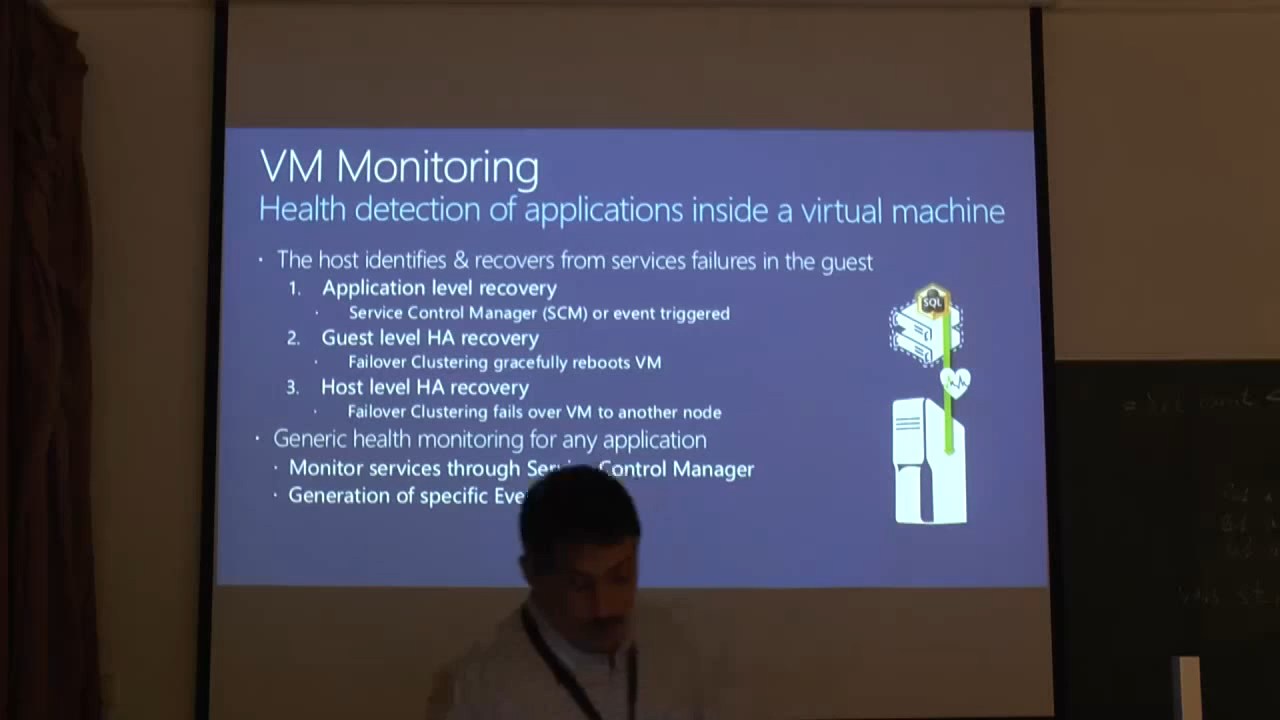 VM Monitoring
Health detection of applications inside a virtual machine
· The host identifies & recovers from services failures in the guest
1. Application level recovery
· Service Control Manager (SCM) or event triggered
2. Guest level HA recovery
· Failover Clustering gracefully reboots VM
3. Host level HA recovery
· Failover Clustering fails over VM to another node
· Generic health monitoring for any application
· Monitor services through Control Manager
· Generation of specific
SQL